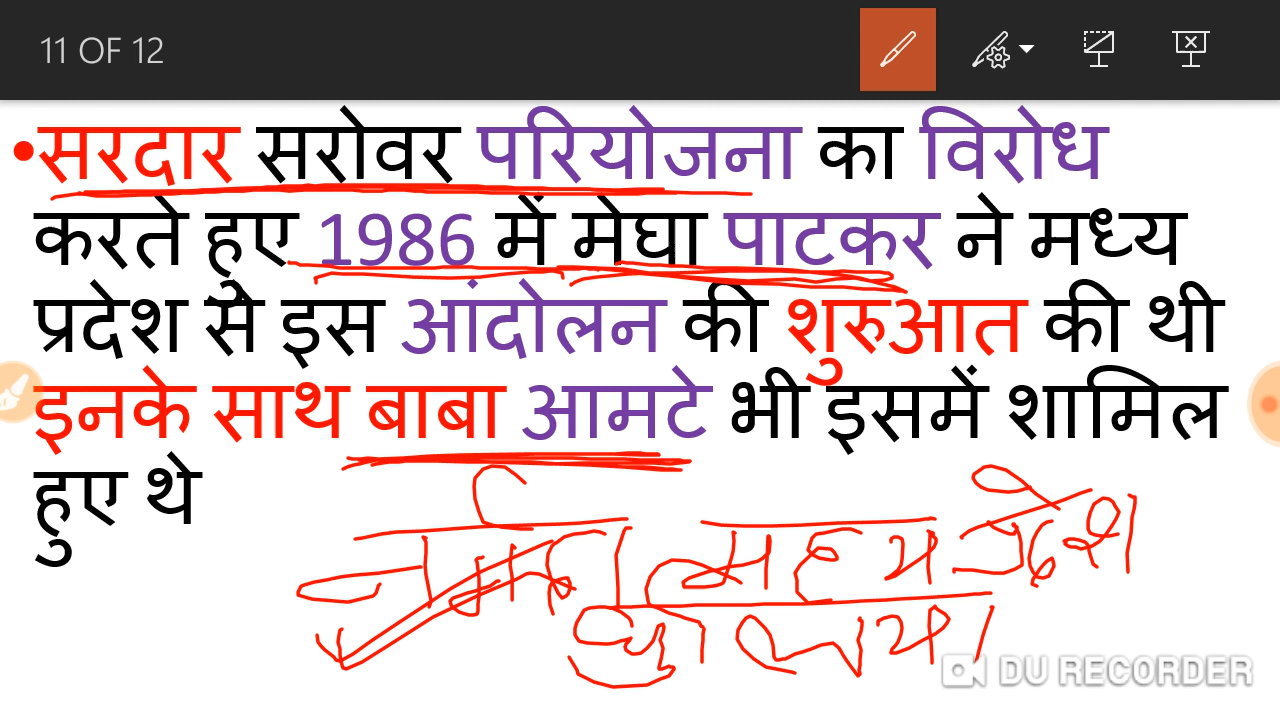 11 OF 12
•सरदार सरोवर परियोजना का विरोध
करते हुए 1986 में मेघा पाटकर ने मध्य
प्रदेश से इस आंदोलन की शुरुआत की थी
इनके साथ बाबा आमटे भी इसमें शामिल
हुए थे
DU RECORDER